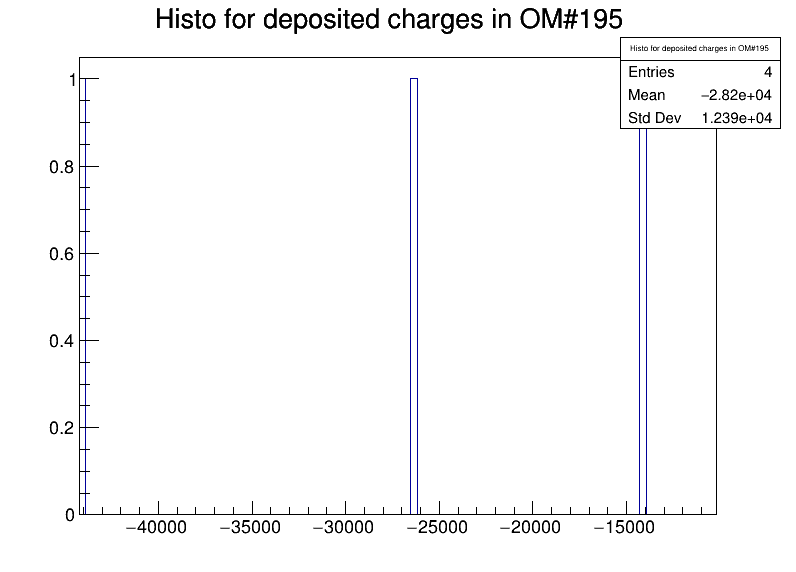 Histo for deposited charges in OM#195
Histo for deposited charges in OM#195
Entries 4
Mean −2.82e+04
Std Dev 1.239e+04
1
0.8
0.6
0.4
0.2
0
−40000 −35000 −30000 −25000 −20000 −15000